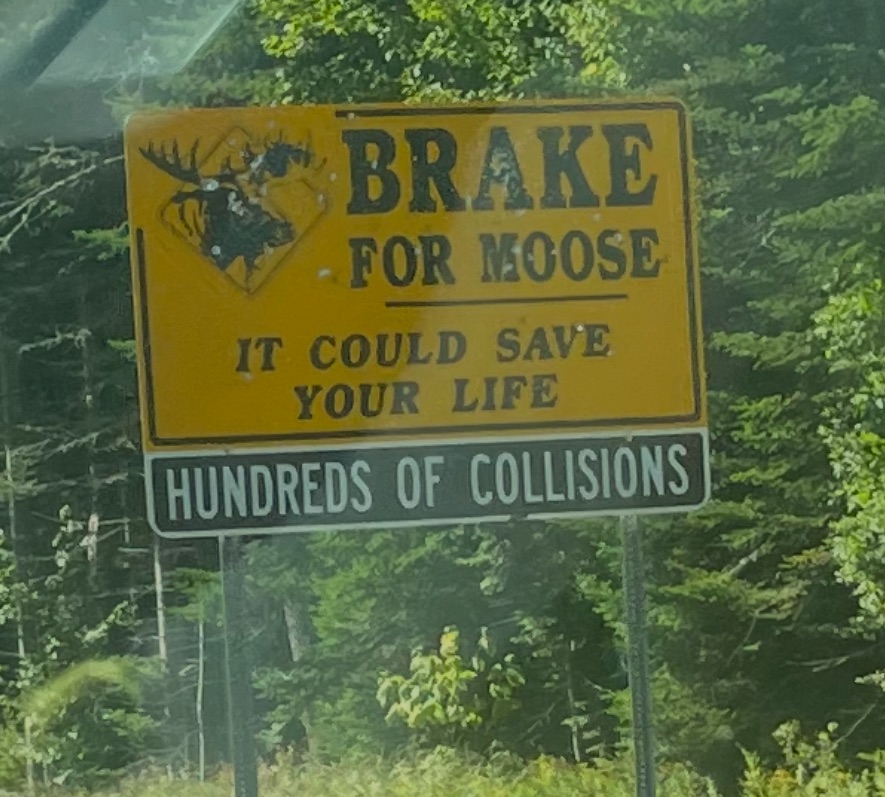 BRAKE
FOR MOOSE
IT COULD SAVE
YOUR LIFE
HUNDREDS OF COLLISIONS